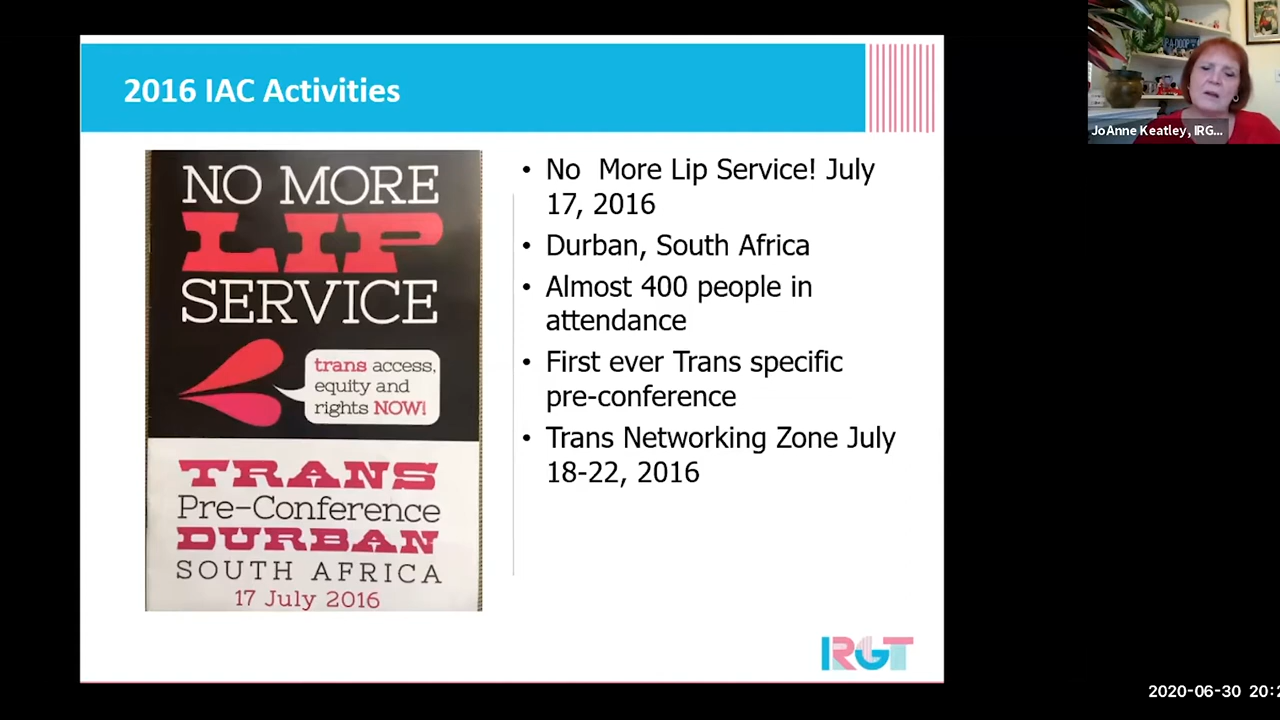 2016 IAC Activities
NO MORE
LIP
SERVICE
trans access,
equity and
rights NOW!
TRANS
Pre-Conference
DURBAN
SOUTH AFRICA
17 July 2016
• No  More Lip Service! July
17, 2016
• Durban, South Africa
• Almost 400 people in
attendance
• First ever Trans specific
pre-conference
• Trans Networking Zone July
18-22, 2016
IRGT
JoAnne Keatley, IRG...
2020-06-30 20:2